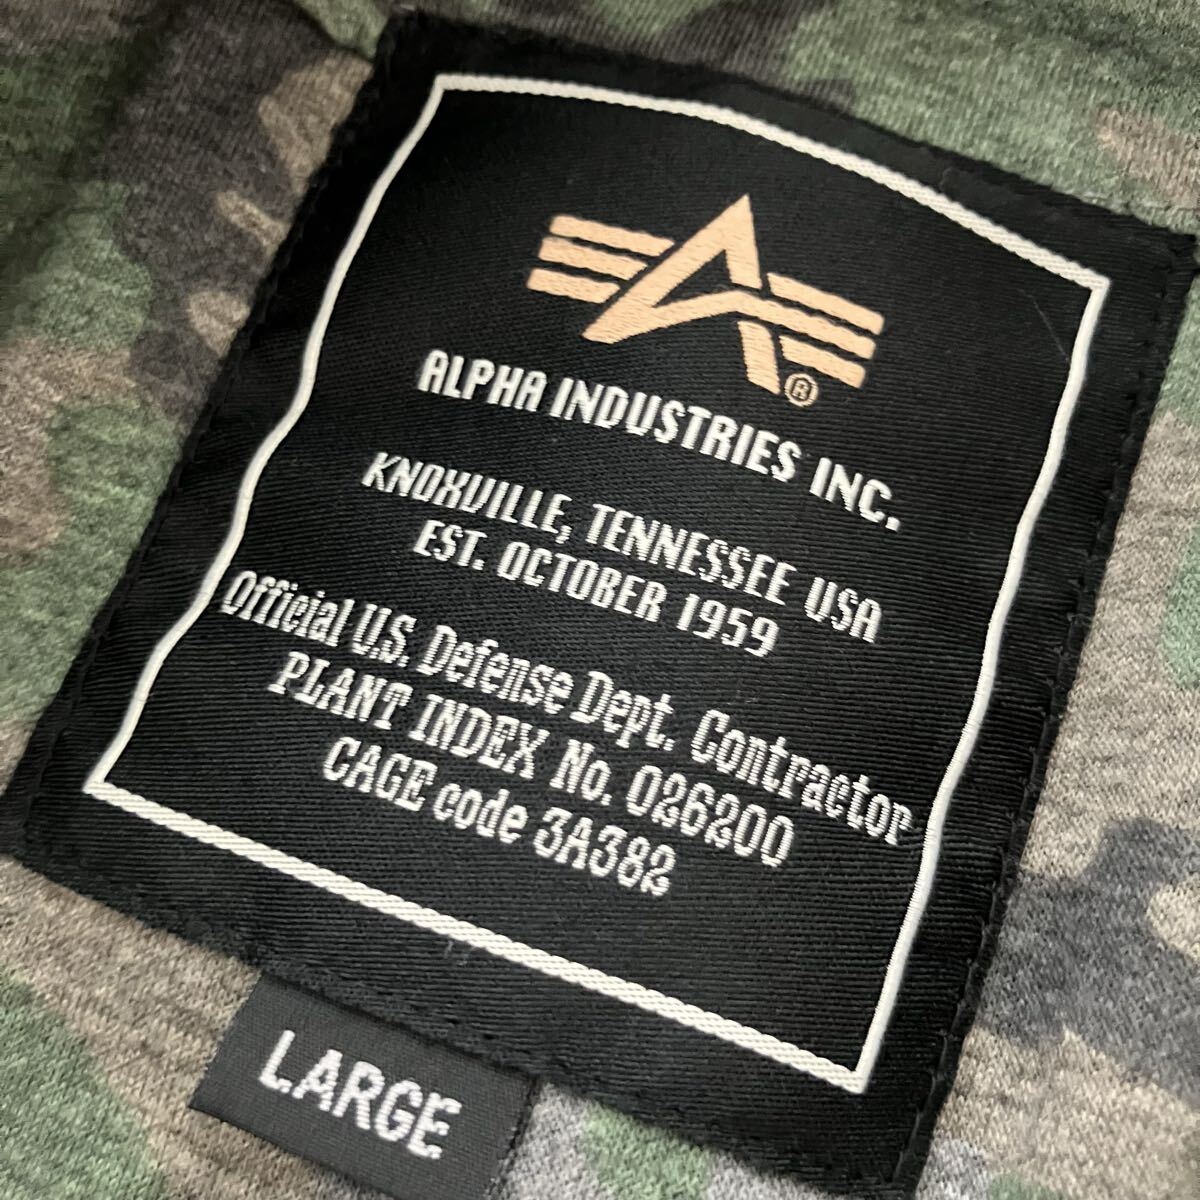 ®
ALPHA INDUSTRIES INC.
KNOXVILLE, TENNESSEE USA
EST. OCTOBER 1959
Official U.S. Defense Dept. Contractor
PLANT INDEX No. 026200
CAGE code 3A382
LARGE